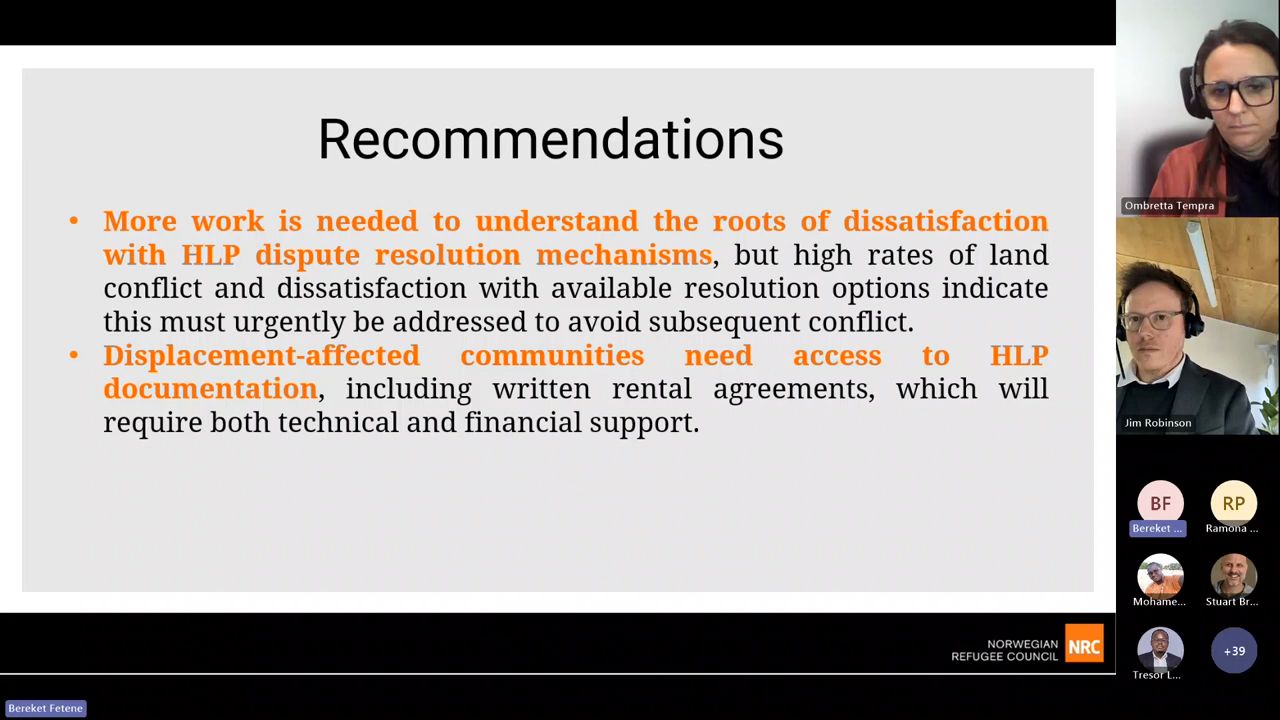 Recommendations
• More work is needed to understand the roots of dissatisfaction
with HLP dispute resolution mechanisms, but high rates of land
conflict and dissatisfaction with available resolution options indicate
this must urgently be addressed to avoid subsequent conflict.
• Displacement-affected communities need access to HLP
documentation, including written rental agreements, which will
require both technical and financial support.
NORWEGIAN
REFUGEE COUNCIL
NRC
Bereket Fetene
Ombretta Tempra
Jim Robinson
BF
RP
Bereket ...
Ramona ...
Mohame...
Stuart Br...
Tresor L...
+39